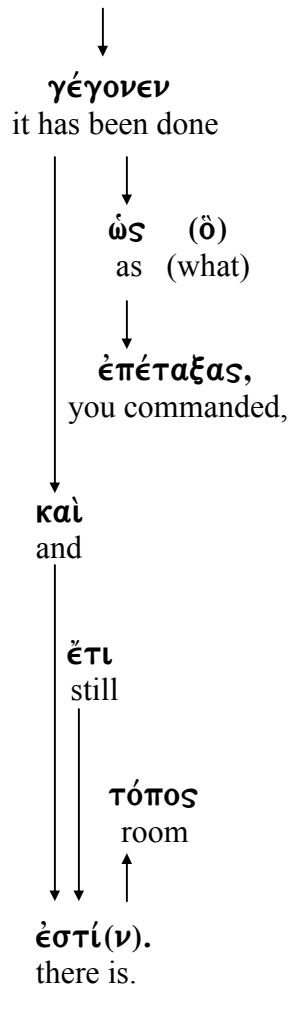 γέγονεν
it has been done
ὡς (ὃ)
as (what)
ἐπέταξας,
you commanded,
καὶ
and
ἔτι
still
τόπος
room
ἐστί(ν).
there is.